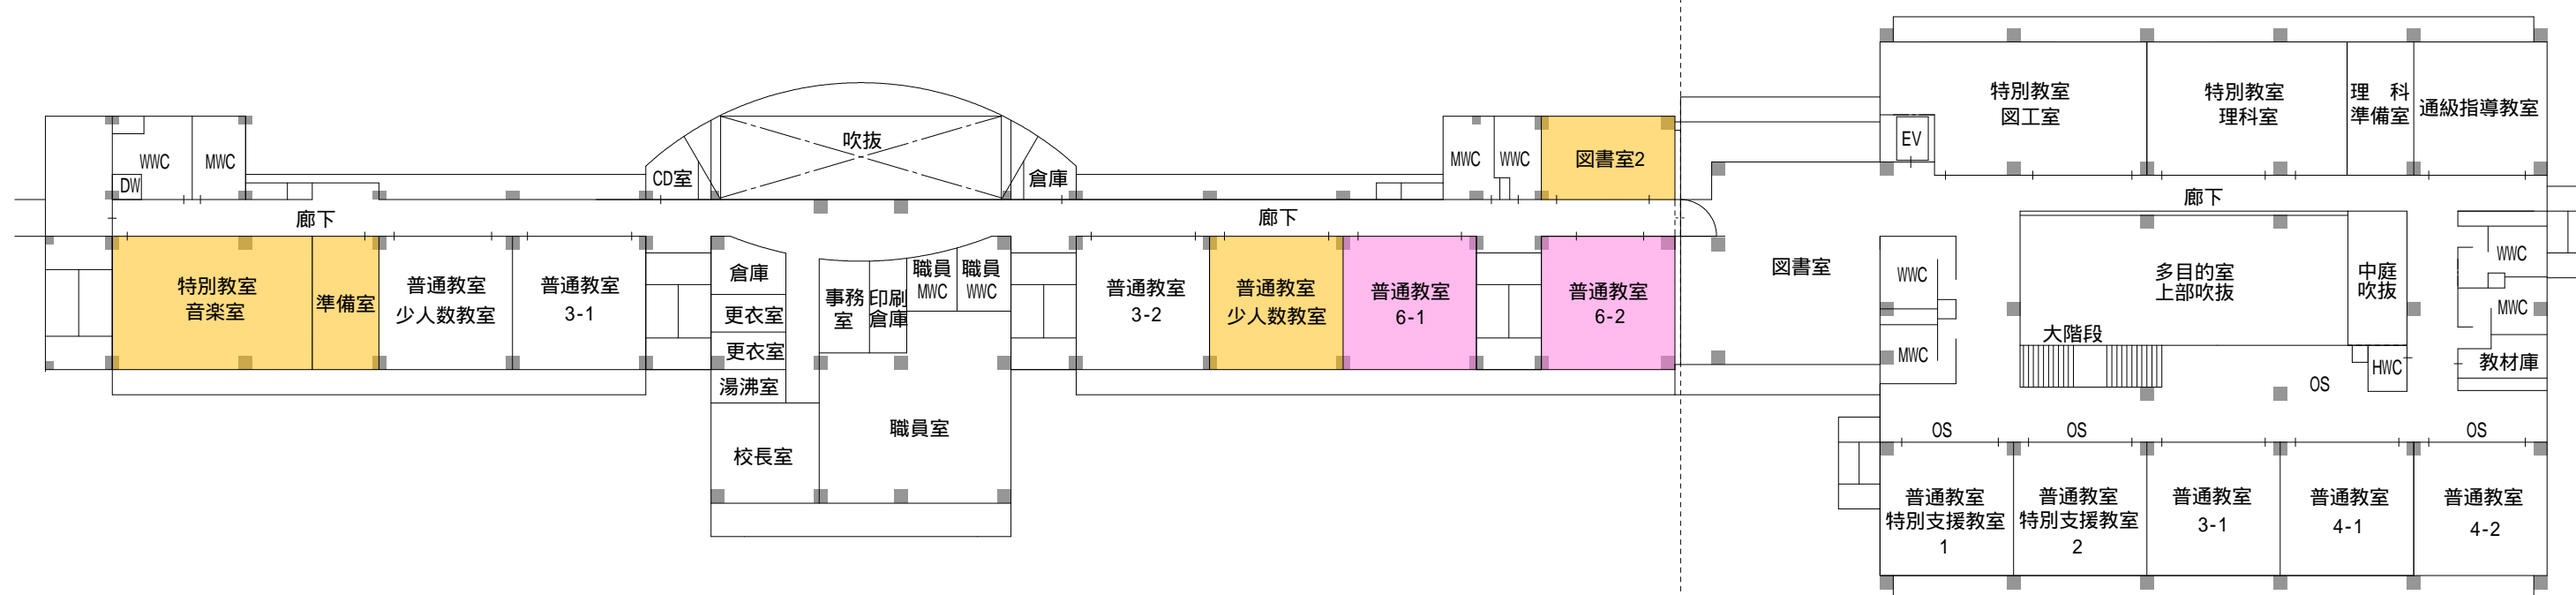 WWC
MWC
DW
廊下
特別教室
音楽室
準備室
普通教室
少人数教室
普通教室
3-1
CD室
吹抜
倉庫
倉庫
更衣室
更衣室
湯沸室
校長室
事務
室
印刷
倉庫
職員
MWC
職員
WWC
職員室
廊下
MWC
WWC
図書室2
普通教室
3-2
普通教室
少人数教室
普通教室
6-1
普通教室
6-2
図書室
EV
特別教室
図工室
特別教室
理科室
理 科
準備室
通級指導教室
廊下
WWC
MWC
多目的室
上部吹抜
中庭
吹抜
大階段
HWC
OS
WWC
MWC
教材庫
OS
OS
OS
普通教室
特別支援教室
1
普通教室
特別支援教室
2
普通教室
3-1
普通教室
4-1
普通教室
4-2